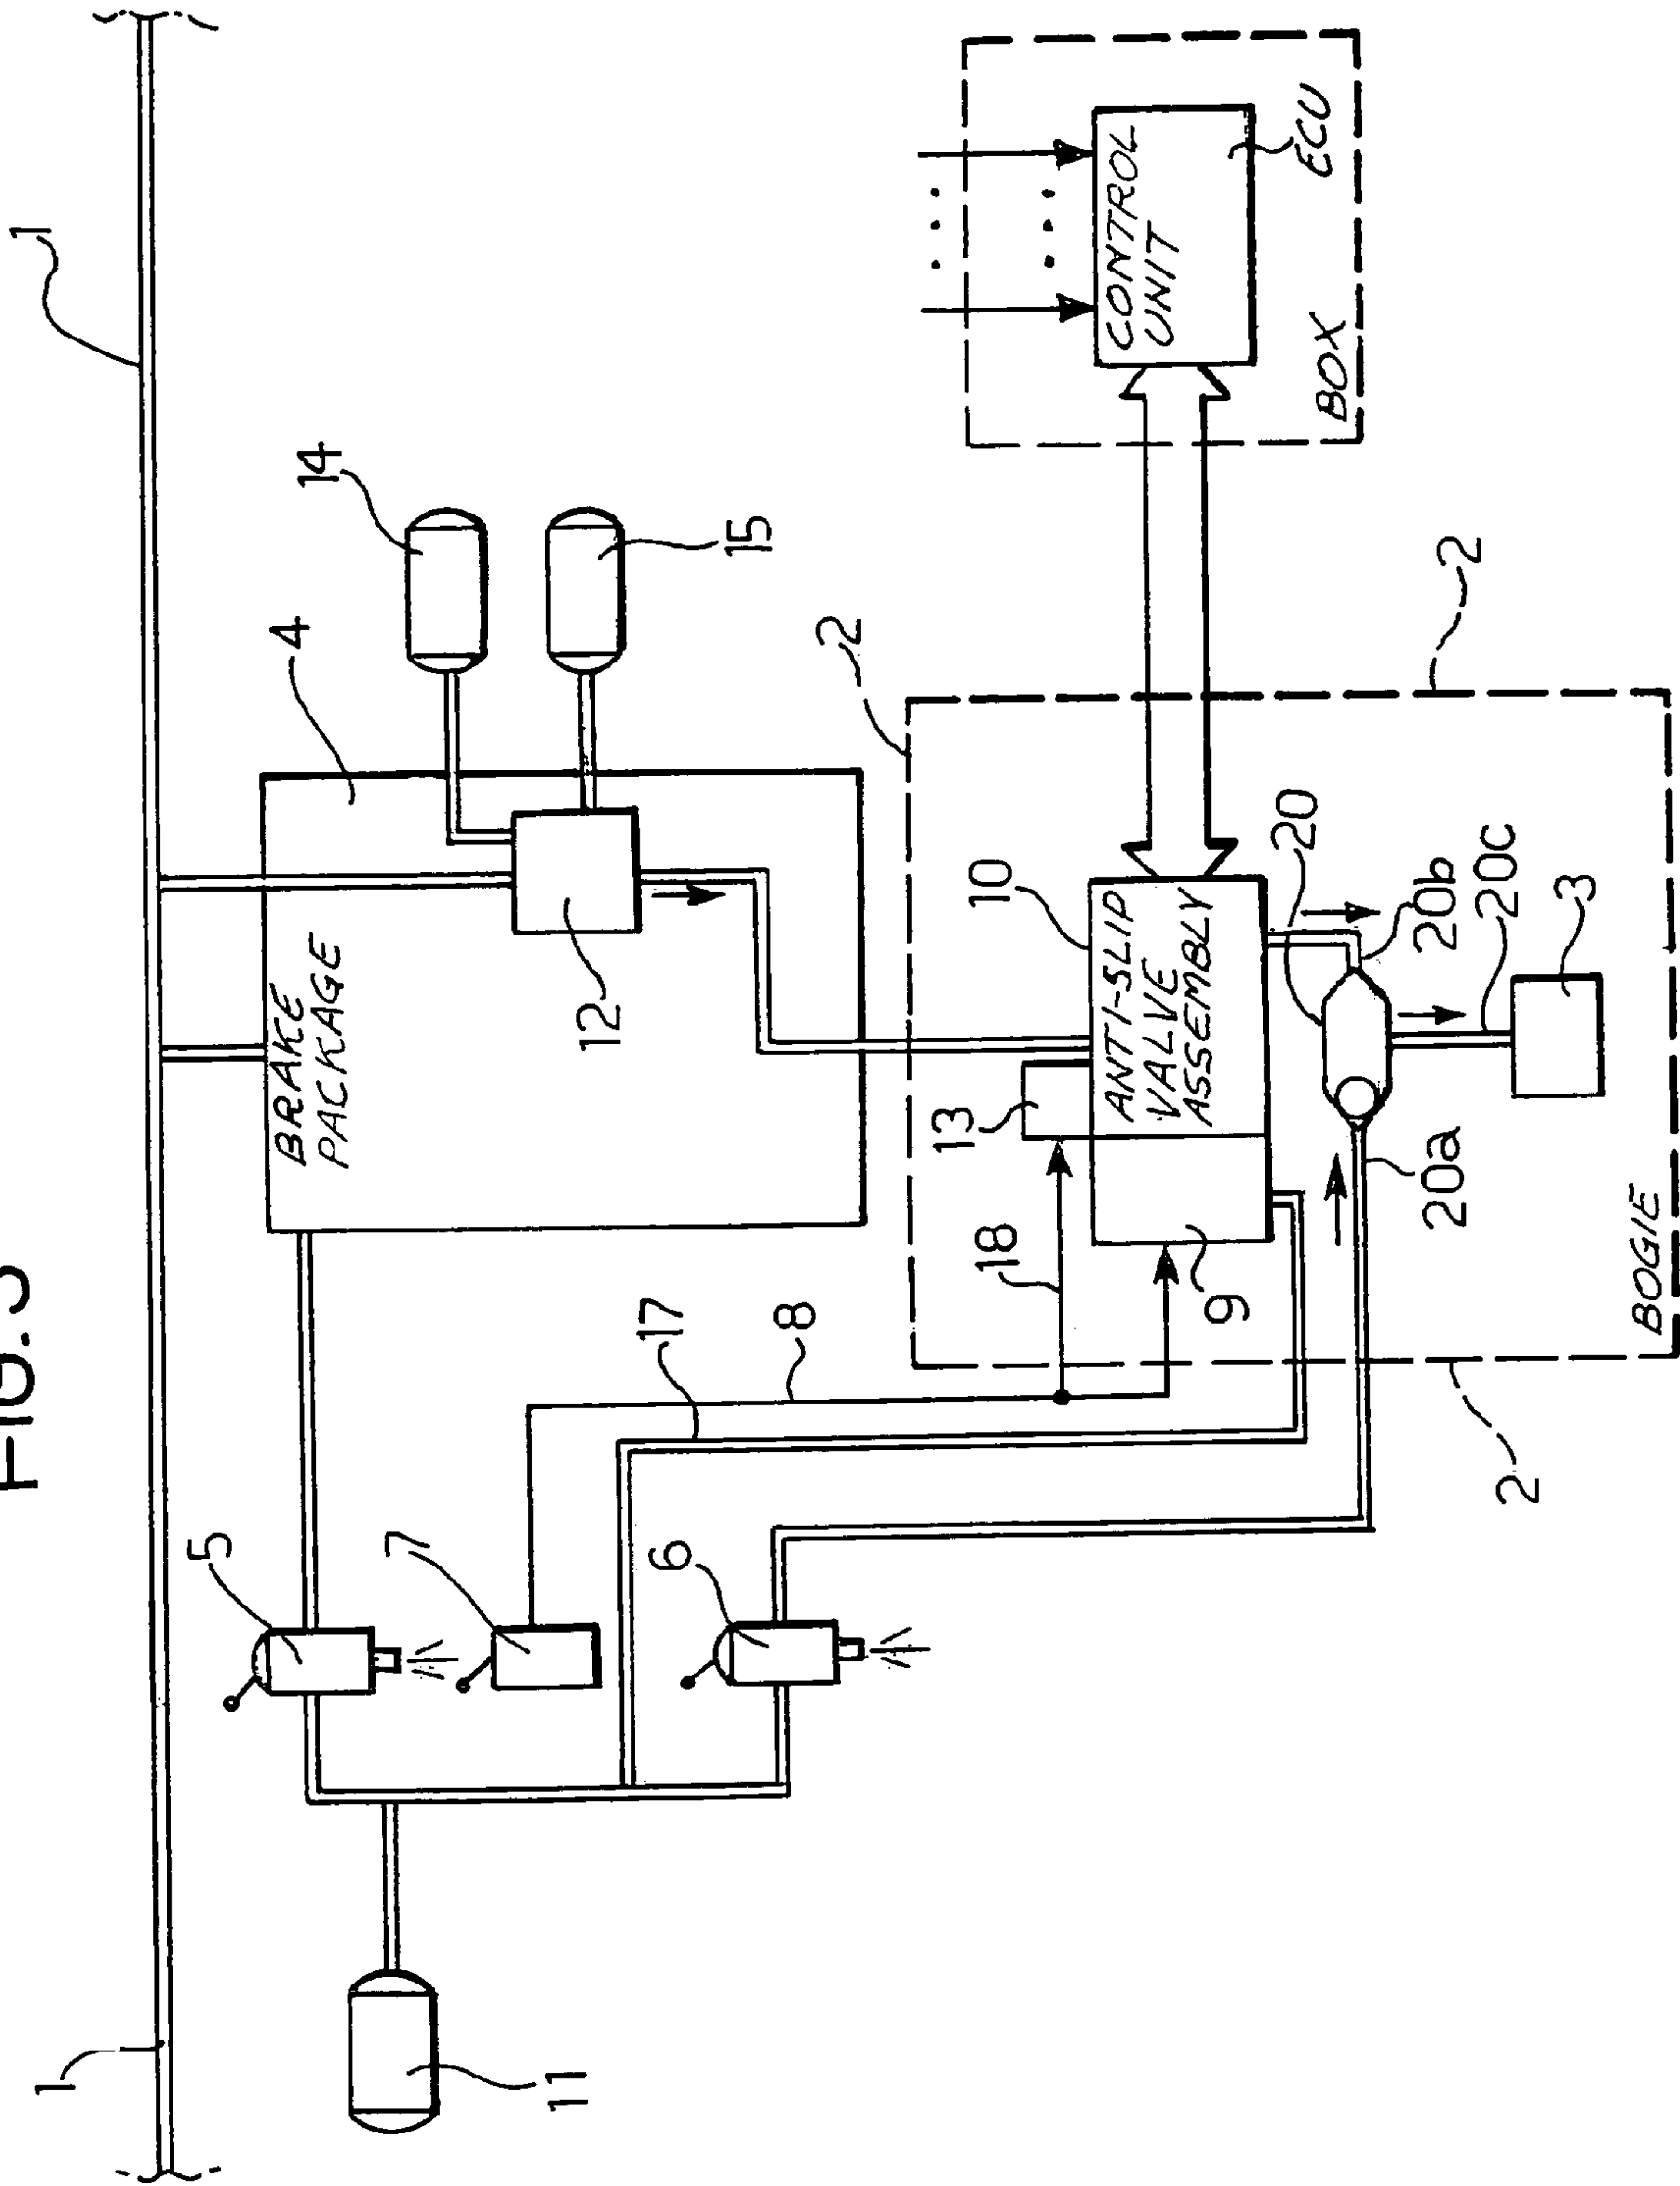 FIG.
1
1
5
BRAKE
PACKAGE
4
14
7
11
12
6
15
17
8
2
13
10
18
9
ANTI-SLIP
VALVE
ASSEMBLY
CONTROL
UNIT
ECU
BOX
20
20a
20b
20c
2
2
3
BOGIE